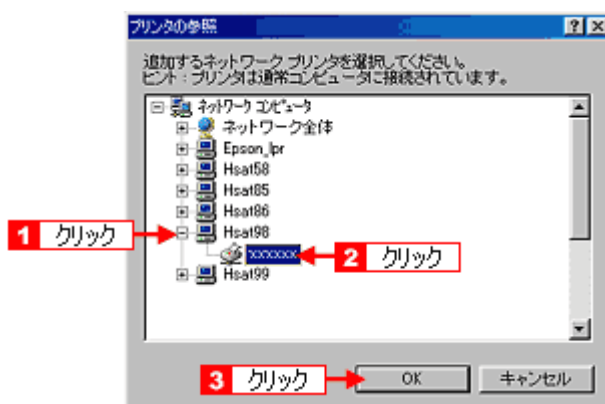 プリンタの参照
追加するネットワーク プリンタを選択してください。
ヒント：プリンタは通常コンピュータに接続されています。
ネットワーク コンピュータ
ネットワーク全体
Epson_lpr
Hsat58
Hsat85
Hsat86
1 クリック
Hsat98
xxxxxx
2 クリック
Hsat99
3 クリック
OK
キャンセル